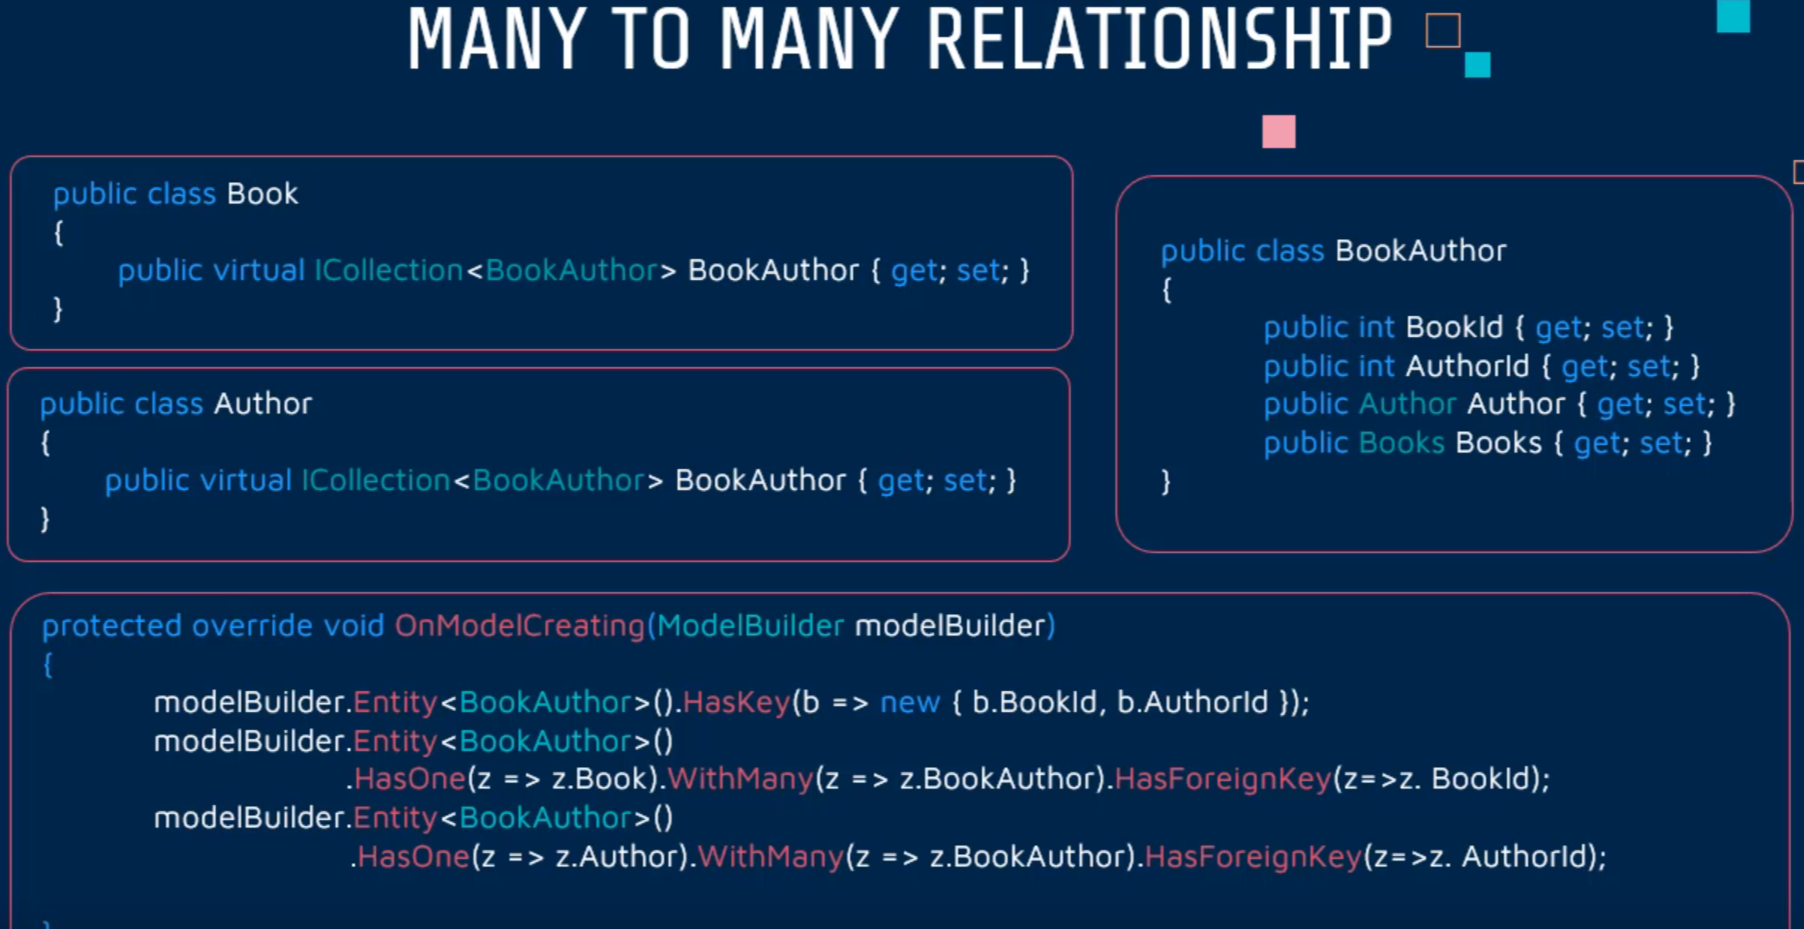 MANY TO MANY RELATIONSHIP
public class Book
{
public virtual ICollection<BookAuthor> BookAuthor { get; set; }
}
public class Author
{
public virtual ICollection<BookAuthor> BookAuthor { get; set; }
}
public class BookAuthor
{
public int BookId { get; set; }
public int AuthorId { get; set; }
public Author Author { get; set; }
public Books Books { get; set; }
}
protected override void OnModelCreating(ModelBuilder modelBuilder)
{
modelBuilder.Entity<BookAuthor>().HasKey(b => new { b.BookId, b.AuthorId });
modelBuilder.Entity<BookAuthor>()
.HasOne(z => z.Book).WithMany(z => z.BookAuthor).HasForeignKey(z=>z. BookId);
modelBuilder.Entity<BookAuthor>()
.HasOne(z => z.Author).WithMany(z => z.BookAuthor).HasForeignKey(z=>z. AuthorId);
}